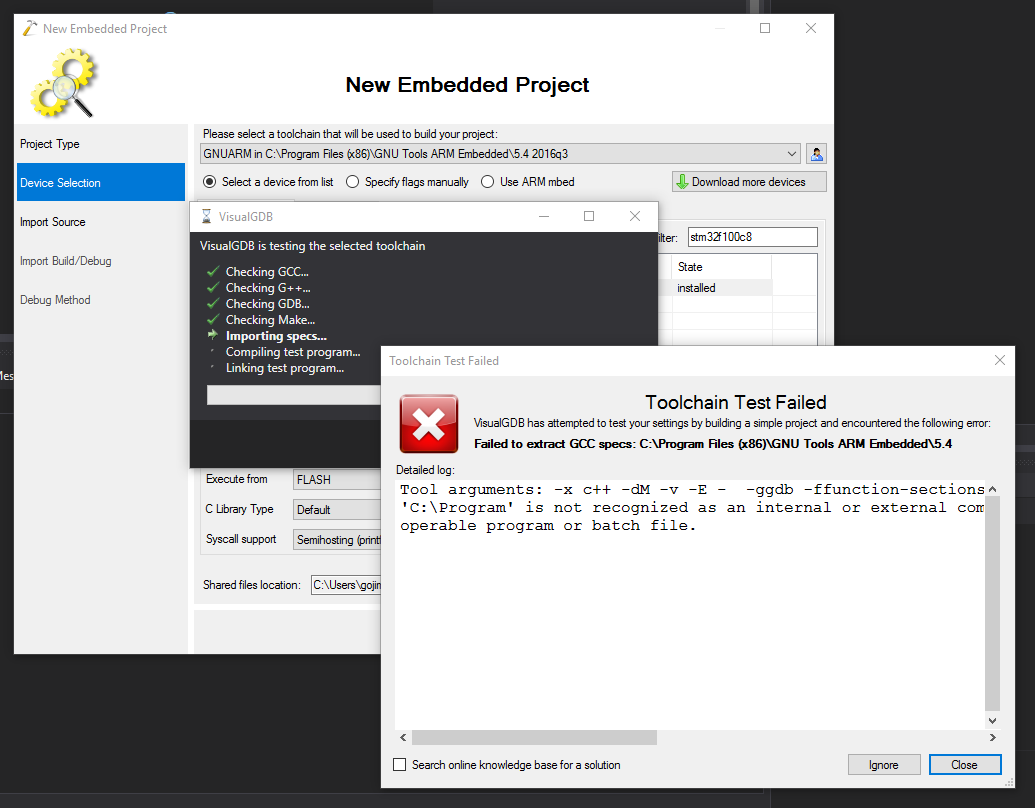 New Embedded Project
New Embedded Project
Project Type
Device Selection
Import Source
Import Build/Debug
Debug Method
Please select a toolchain that will be used to build your project:
GNUARM in C:\Program Files (x86)\GNU Tools ARM Embedded\5.4 2016q3
Select a device from list
Specify flags manually
Use ARM mbed
Download more devices
stm32f100c8
State
installed
VisualGDB
VisualGDB is testing the selected toolchain
Checking GCC...
Checking G++...
Checking GDB...
Checking Make...
Importing specs...
Compiling test program...
Linking test program...
Execute from
FLASH
C Library Type
Default
Syscall support
Semihosting (print
Shared files location:
C:\Users\gojim
Toolchain Test Failed
Toolchain Test Failed
VisualGDB has attempted to test your settings by building a simple project and encountered the following error:
Failed to extract GCC specs: C:\Program Files (x86)\GNU Tools ARM Embedded\5.4
Detailed log:
Tool arguments: -x c++ -dM -v -E -  -ggdb -ffunction-sections
'C:\Program' is not recognized as an internal or external com
operable program or batch file.
Search online knowledge base for a solution
Ignore
Close